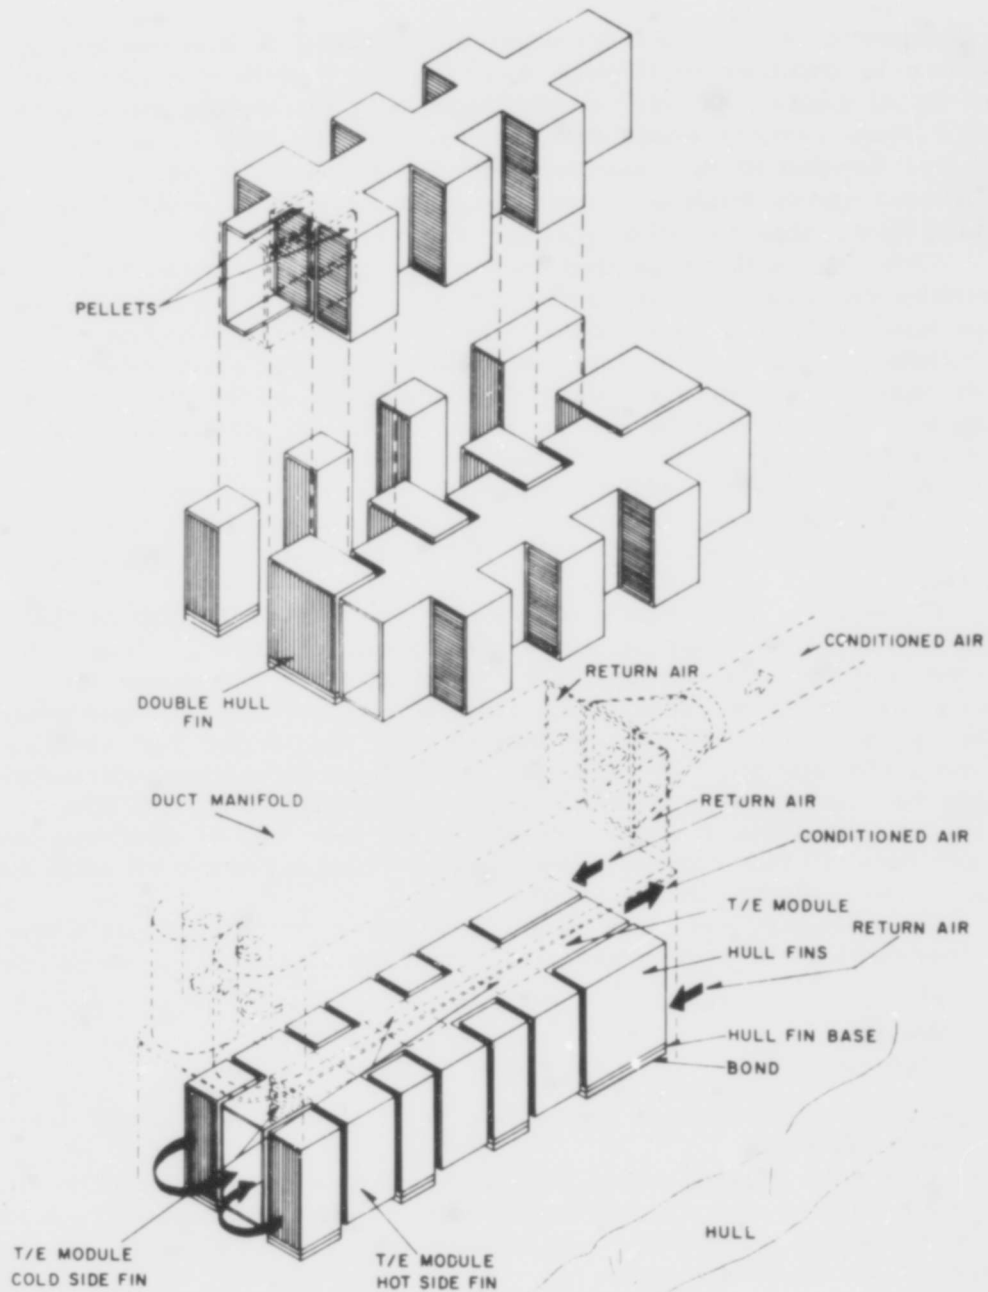 PELLETS
DOUBLE HULL
FIN
RETURN AIR
CONDITIONED AIR
DUCT MANIFOLD
RETURN AIR
CONDITIONED AIR
T/E MODULE
RETURN AIR
HULL FINS
HULL FIN BASE
BOND
HULL
T/E MODULE
COLD SIDE FIN
T/E MODULE
HOT SIDE FIN